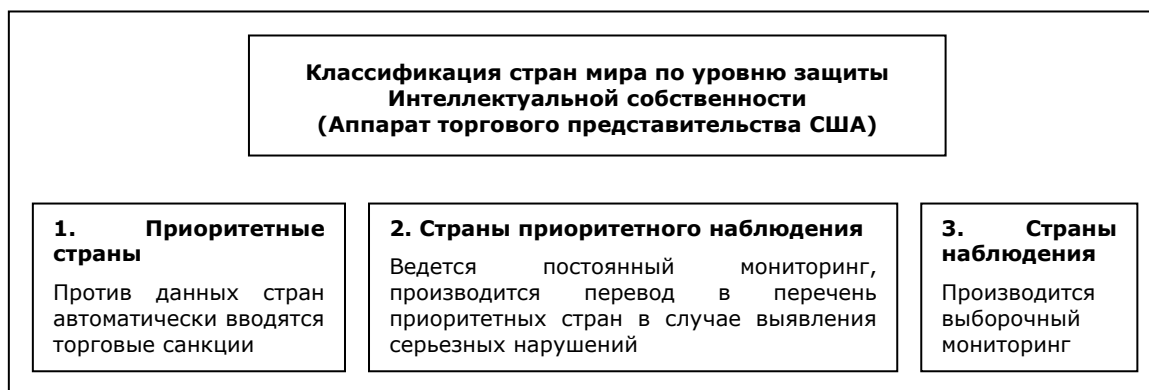 Классификация стран мира по уровню защиты
Интеллектуальной собственности
(Аппарат торгового представительства США)
1. Приоритетные
страны
Против данных стран
автоматически вводятся
торговые санкции
2. Страны приоритетного наблюдения
Ведется постоянный мониторинг,
производится перевод в перечень
приоритетных стран в случае выявления
серьезных нарушений
3. Страны
наблюдения
Производится
выборочный
мониторинг